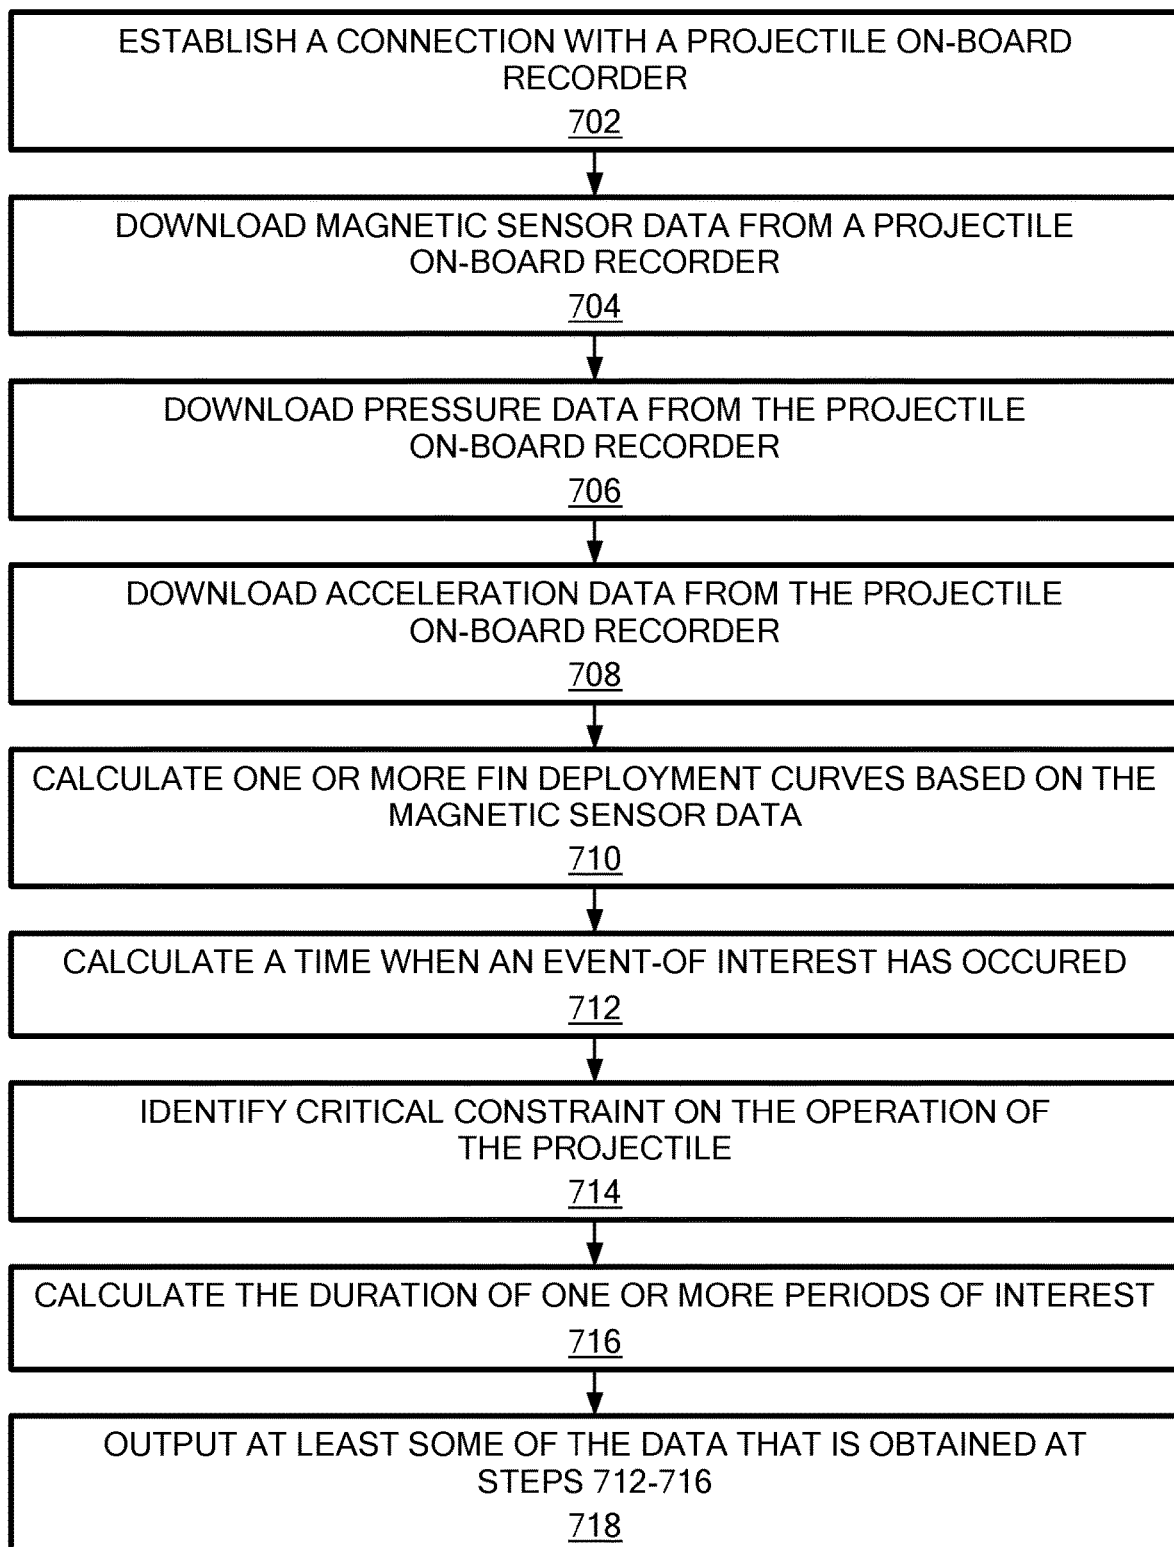 ESTABLISH A CONNECTION WITH A PROJECTILE ON-BOARD
RECORDER
702
DOWNLOAD MAGNETIC SENSOR DATA FROM A PROJECTILE
ON-BOARD RECORDER
704
DOWNLOAD PRESSURE DATA FROM THE PROJECTILE
ON-BOARD RECORDER
706
DOWNLOAD ACCELERATION DATA FROM THE PROJECTILE
ON-BOARD RECORDER
708
CALCULATE ONE OR MORE FIN DEPLOYMENT CURVES BASED ON THE
MAGNETIC SENSOR DATA
710
CALCULATE A TIME WHEN AN EVENT-OF INTEREST HAS OCCURED
712
IDENTIFY CRITICAL CONSTRAINT ON THE OPERATION OF
THE PROJECTILE
714
CALCULATE THE DURATION OF ONE OR MORE PERIODS OF INTEREST
716
OUTPUT AT LEAST SOME OF THE DATA THAT IS OBTAINED AT
STEPS 712-716
718